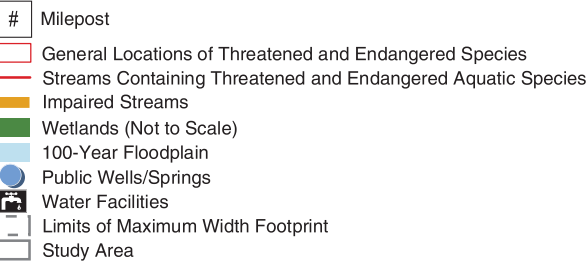 # Milepost
General Locations of Threatened and Endangered Species
Streams Containing Threatened and Endangered Aquatic Species
Impaired Streams
Wetlands (Not to Scale)
100-Year Floodplain
Public Wells/Springs
Water Facilities
Limits of Maximum Width Footprint
Study Area